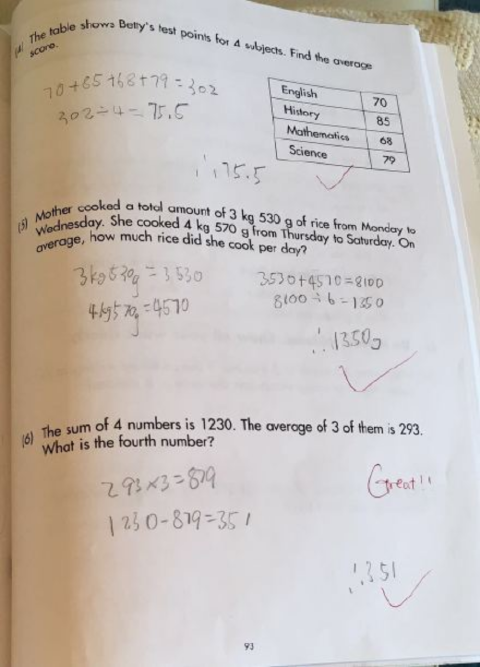 (4) The table shows Betty's test points for 4 subjects. Find the average
score.
70+85+68+79=302
302÷4=75.5
English 70
History 85
Mathematics 68
Science 79
∴75.5
(5) Mother cooked a total amount of 3 kg 530 g of rice from Monday to
Wednesday. She cooked 4 kg 570 g from Thursday to Saturday. On
average, how much rice did she cook per day?
3kg530g=3530
3530+4570=8100
4kg570g=4570
8100÷6=1350
∴1350g
(6) The sum of 4 numbers is 1230. The average of 3 of them is 293.
What is the fourth number?
293×3=879
Great!!
1230-879=351
∴351
93